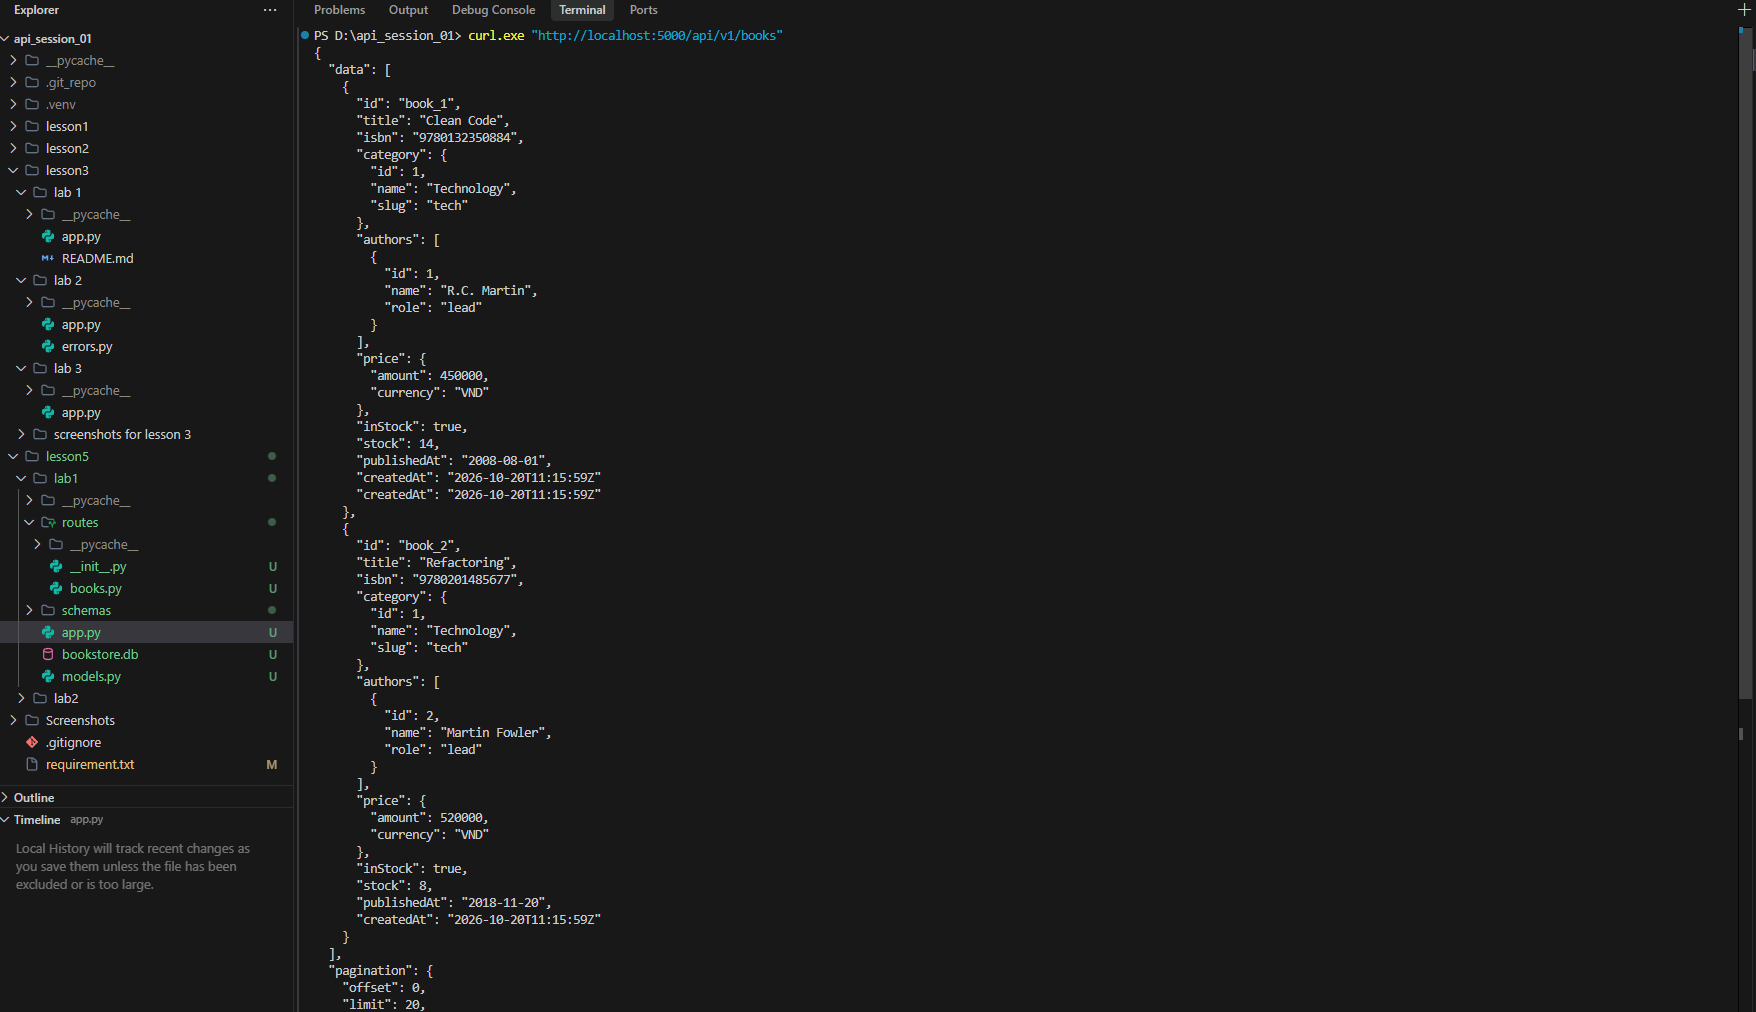 Explorer
api_session_01
__pycache__
.git_repo
.venv
lesson1
lesson2
lesson3
lab 1
__pycache__
app.py
README.md
lab 2
__pycache__
app.py
errors.py
lab 3
__pycache__
app.py
screenshots for lesson 3
lesson5
lab1
__pycache__
routes
__pycache__
__init__.py U
books.py U
schemas
app.py U
bookstore.db U
models.py U
lab2
Screenshots
.gitignore
requirement.txt M
Outline
Timeline app.py
Local History will track recent changes as
you save them unless the file has been
excluded or is too large.
Problems Output Debug Console Terminal Ports
PS D:\api_session_01> curl.exe "http://localhost:5000/api/v1/books"
{
  "data": [
    {
      "id": "book_1",
      "title": "Clean Code",
      "isbn": "9780132350884",
      "category": {
        "id": 1,
        "name": "Technology",
        "slug": "tech"
      },
      "authors": [
        {
          "id": 1,
          "name": "R.C. Martin",
          "role": "lead"
        }
      ],
      "price": {
        "amount": 450000,
        "currency": "VND"
      },
      "inStock": true,
      "stock": 14,
      "publishedAt": "2008-08-01",
      "createdAt": "2026-10-20T11:15:59Z"
      "createdAt": "2026-10-20T11:15:59Z"
    },
    {
      "id": "book_2",
      "title": "Refactoring",
      "isbn": "9780201485677",
      "category": {
        "id": 1,
        "name": "Technology",
        "slug": "tech"
      },
      "authors": [
        {
          "id": 2,
          "name": "Martin Fowler",
          "role": "lead"
        }
      ],
      "price": {
        "amount": 520000,
        "currency": "VND"
      },
      "inStock": true,
      "stock": 8,
      "publishedAt": "2018-11-20",
      "createdAt": "2026-10-20T11:15:59Z"
    }
  ],
  "pagination": {
    "offset": 0,
    "limit": 20,